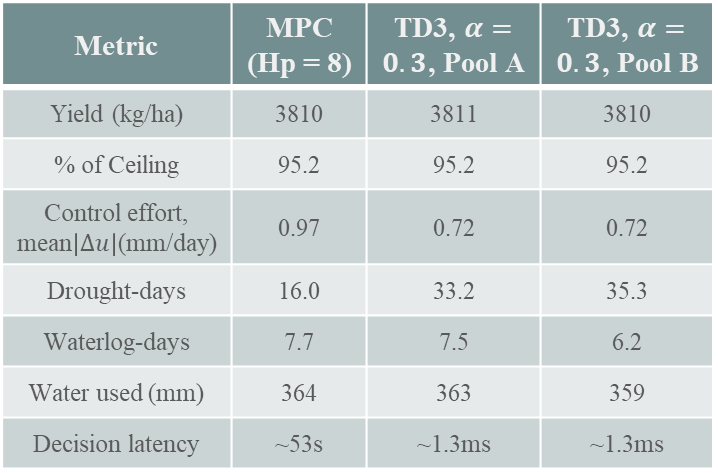 Metric MPC (Hp = 8) TD3, α = 0.3, Pool A TD3, α = 0.3, Pool B
Yield (kg/ha) 3810 3811 3810
% of Ceiling 95.2 95.2 95.2
Control effort, mean|Δu|(mm/day) 0.97 0.72 0.72
Drought-days 16.0 33.2 35.3
Waterlog-days 7.7 7.5 6.2
Water used (mm) 364 363 359
Decision latency ~53s ~1.3ms ~1.3ms